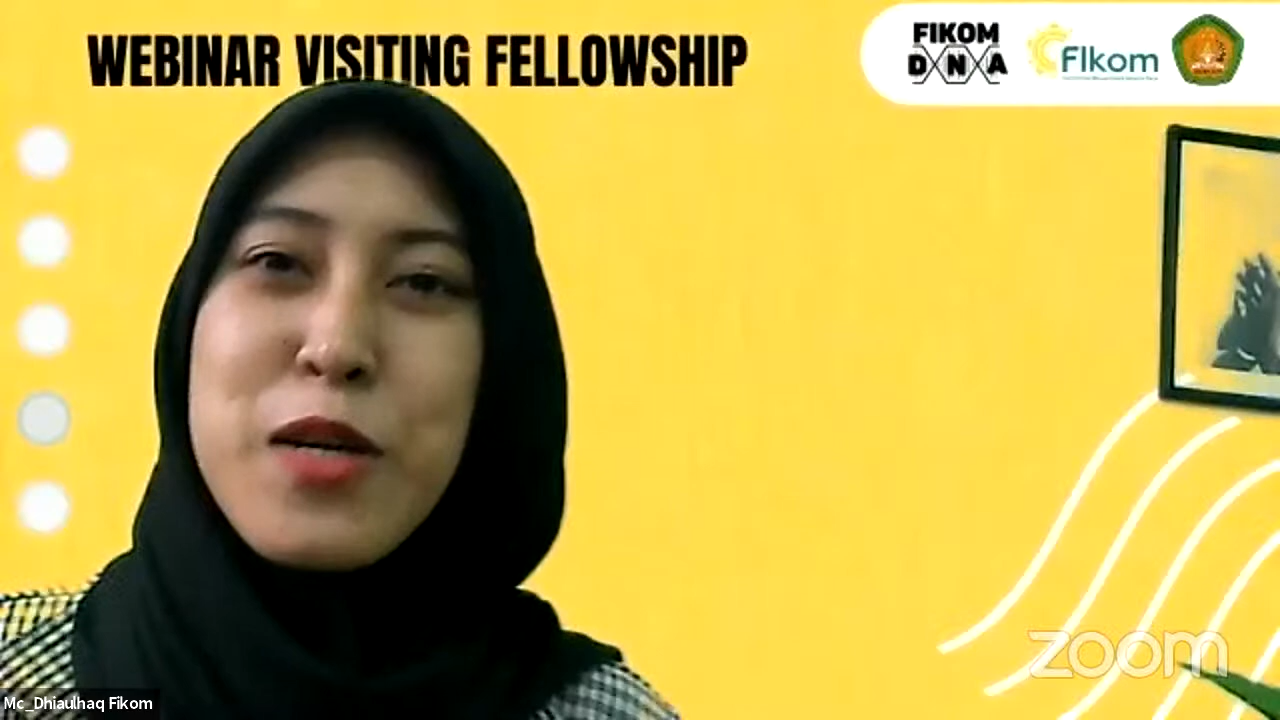 WEBINAR VISITING FELLOWSHIP
FIKOM
DNA
FIkom
zoom
Mc_Dhiaulhaq Fikom